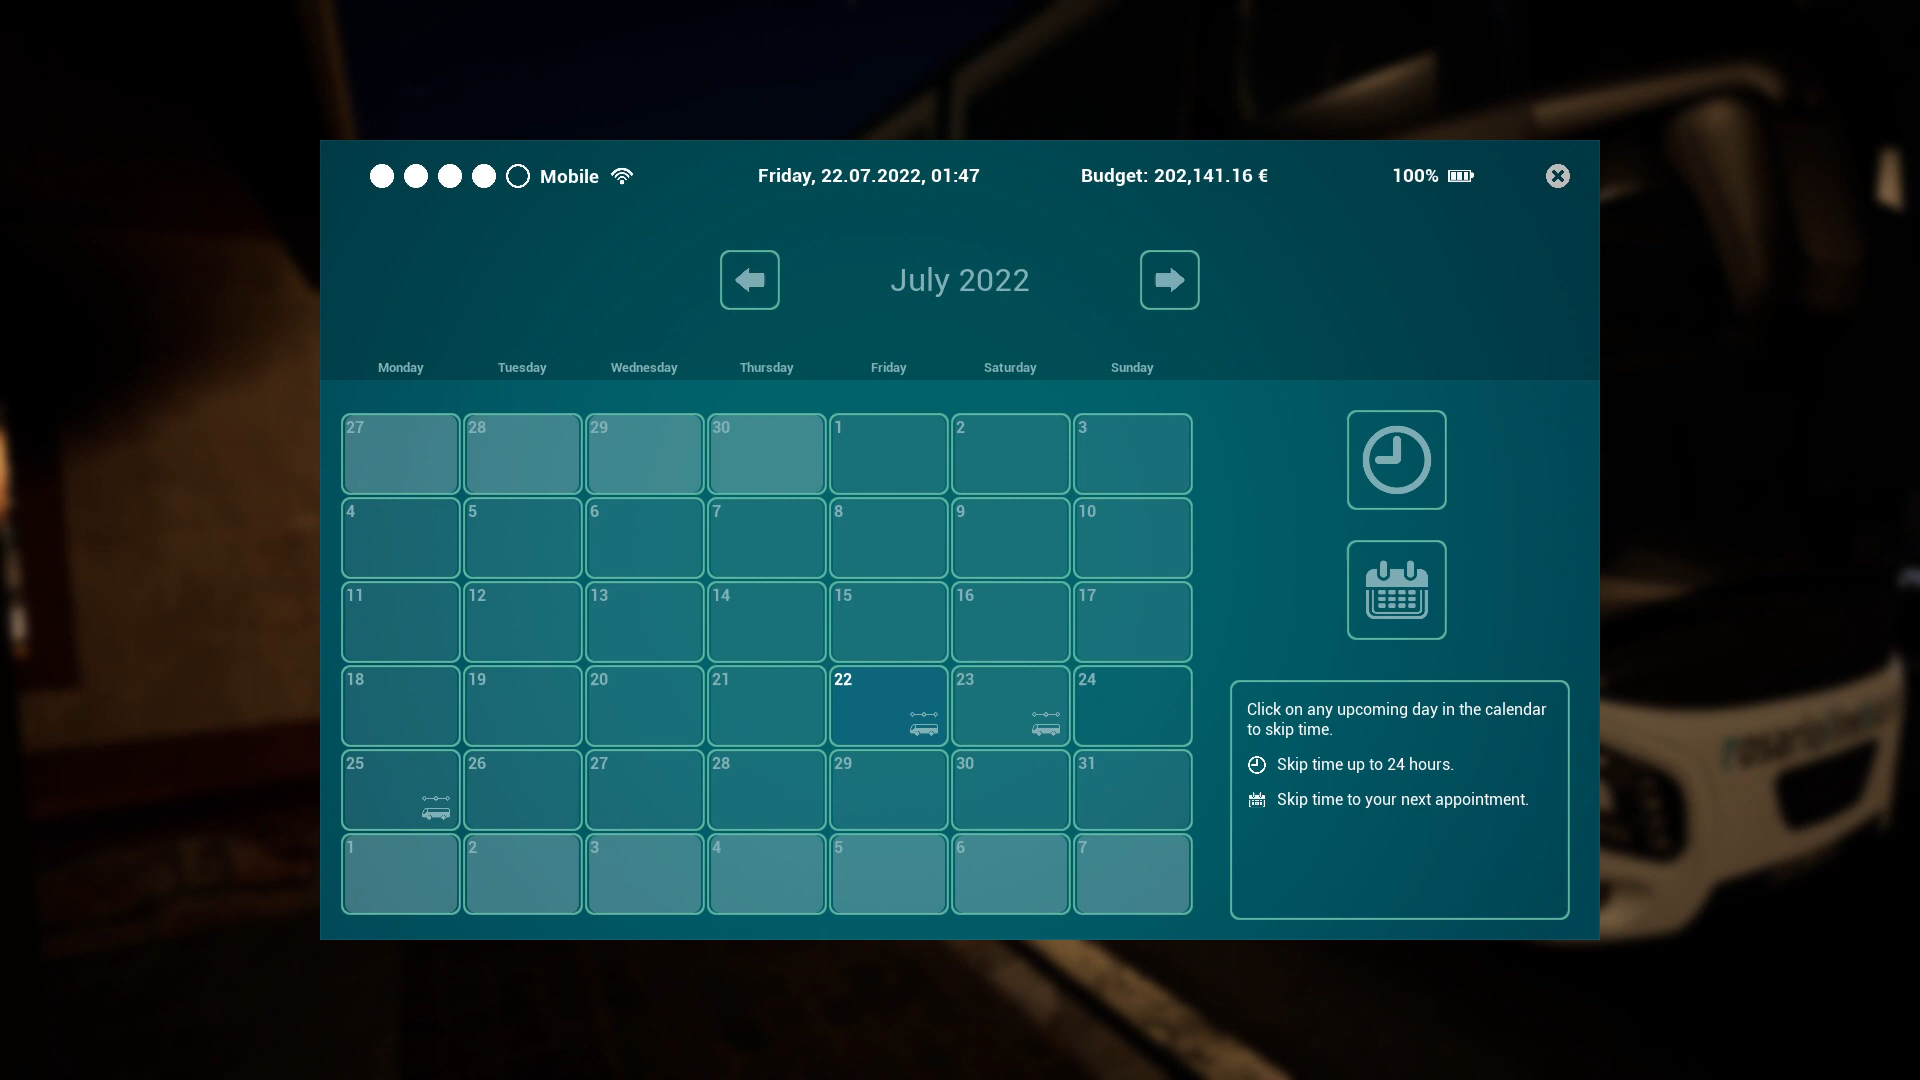 Mobile
Friday, 22.07.2022, 01:47
Budget: 202,141.16 €
100%
July 2022
Monday Tuesday Wednesday Thursday Friday Saturday Sunday
27 28 29 30 1 2 3
4 5 6 7 8 9 10
11 12 13 14 15 16 17
18 19 20 21 22 23 24
25 26 27 28 29 30 31
1 2 3 4 5 6 7
Click on any upcoming day in the calendar
to skip time.
Skip time up to 24 hours.
Skip time to your next appointment.